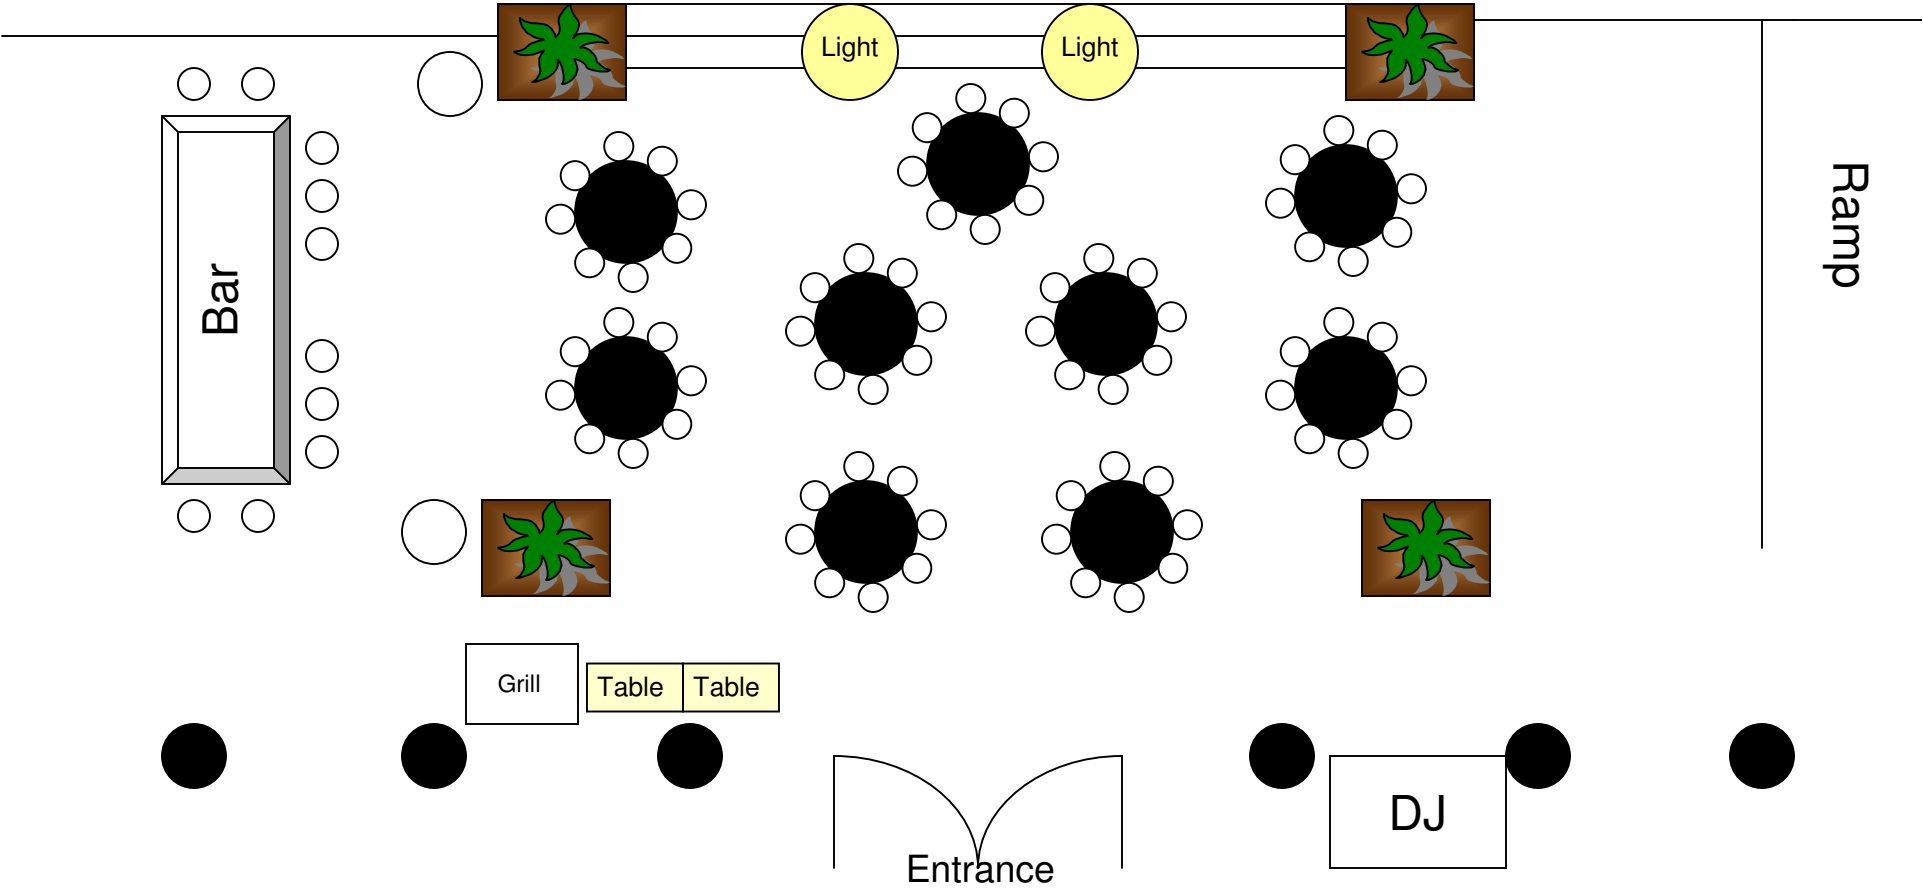 Light
Light
Ramp
Bar
Grill
Table
Table
DJ
Entrance